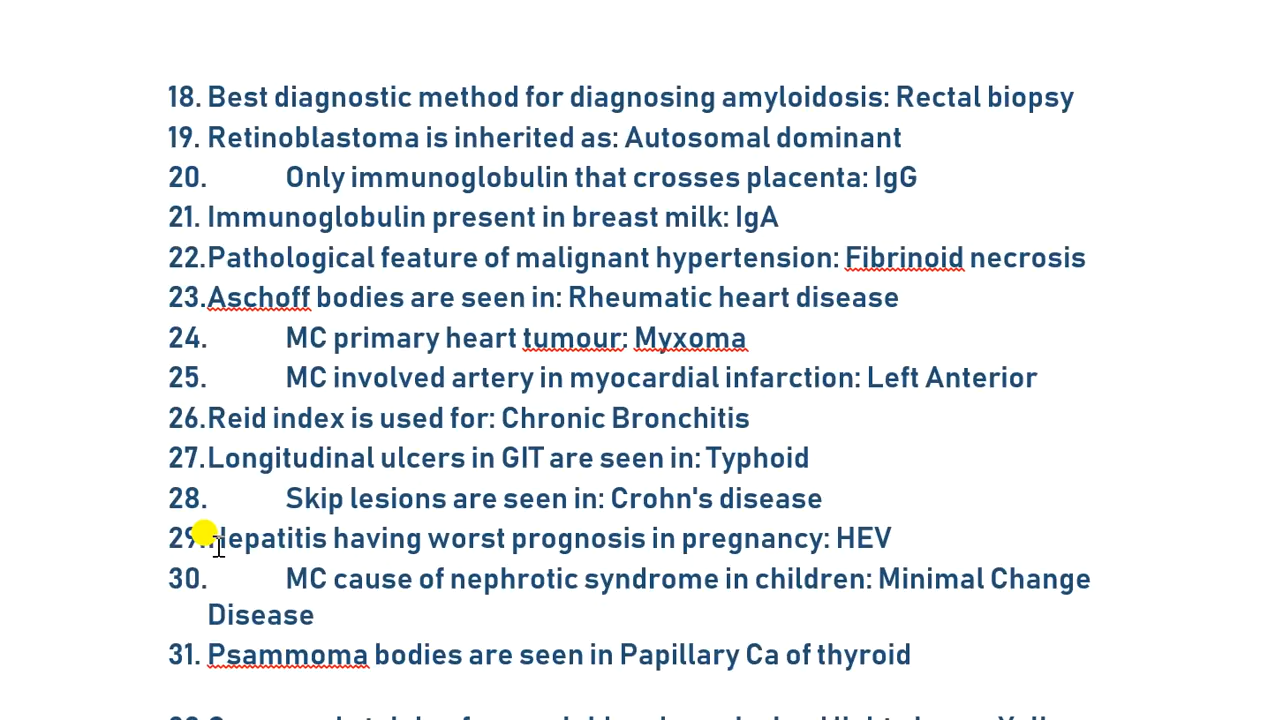 18. Best diagnostic method for diagnosing amyloidosis: Rectal biopsy
19. Retinoblastoma is inherited as: Autosomal dominant
20. Only immunoglobulin that crosses placenta: IgG
21. Immunoglobulin present in breast milk: IgA
22.Pathological feature of malignant hypertension: Fibrinoid necrosis
23.Aschoff bodies are seen in: Rheumatic heart disease
24. MC primary heart tumour: Myxoma
25. MC involved artery in myocardial infarction: Left Anterior
26.Reid index is used for: Chronic Bronchitis
27.Longitudinal ulcers in GIT are seen in: Typhoid
28. Skip lesions are seen in: Crohn's disease
29.Hepatitis having worst prognosis in pregnancy: HEV
30. MC cause of nephrotic syndrome in children: Minimal Change
Disease
31. Psammoma bodies are seen in Papillary Ca of thyroid